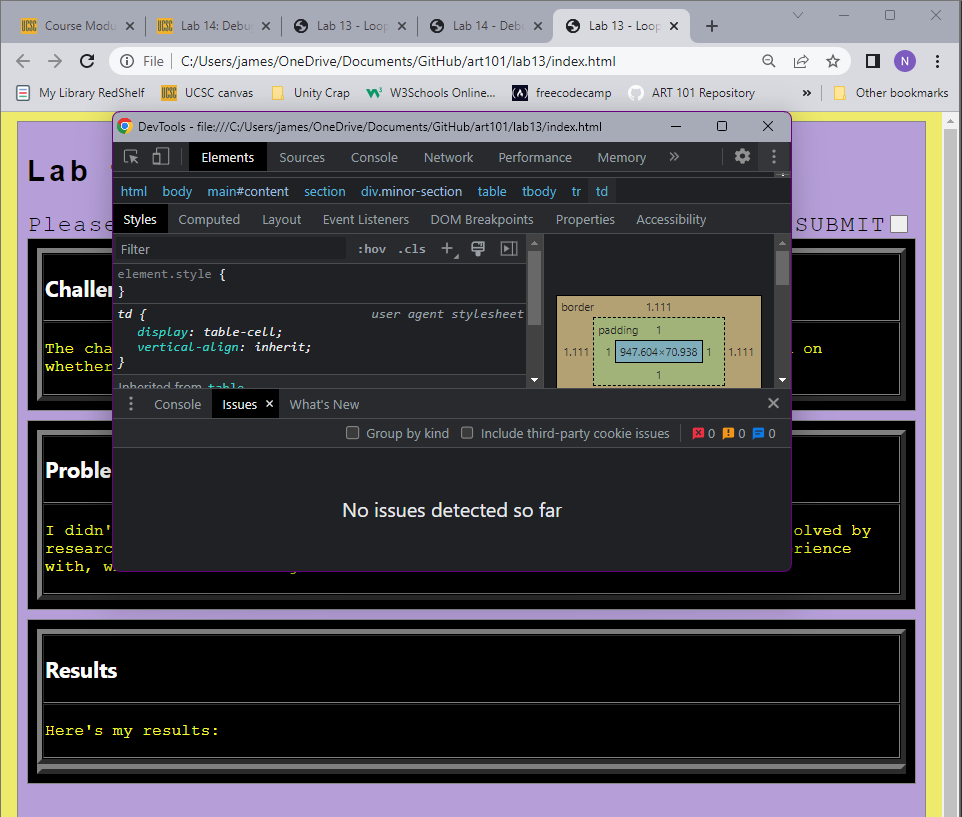 Course Modu
Lab 14: Debu
Lab 13 - Loop
Lab 14 - Debu
Lab 13 - Loop
File C:/Users/james/OneDrive/Documents/GitHub/art101/lab13/index.html N
My Library RedShelf UCSC canvas Unity Crap W3Schools Online... freecodecamp ART 101 Repository » Other bookmarks
DevTools - file:///C:/Users/james/OneDrive/Documents/GitHub/art101/lab13/index.html
Elements Sources Console Network Performance Memory »
html body main#content section div.minor-section table tbody tr td
Styles Computed Layout Event Listeners DOM Breakpoints Properties Accessibility
Filter :hov .cls +
element.style {
}
td { user agent stylesheet
display: table-cell;
vertical-align: inherit;
}
Inherited from table
border 1.111
padding 1
1.111 1 947.604×70.938 1 1.111
1
Console Issues What's New
Group by kind Include third-party cookie issues 0 0 0
No issues detected so far
Lab
Please SUBMIT
Challen
The cha on
whether
Proble
I didn' olved by
researc rience
with, w
Results
Here's my results: